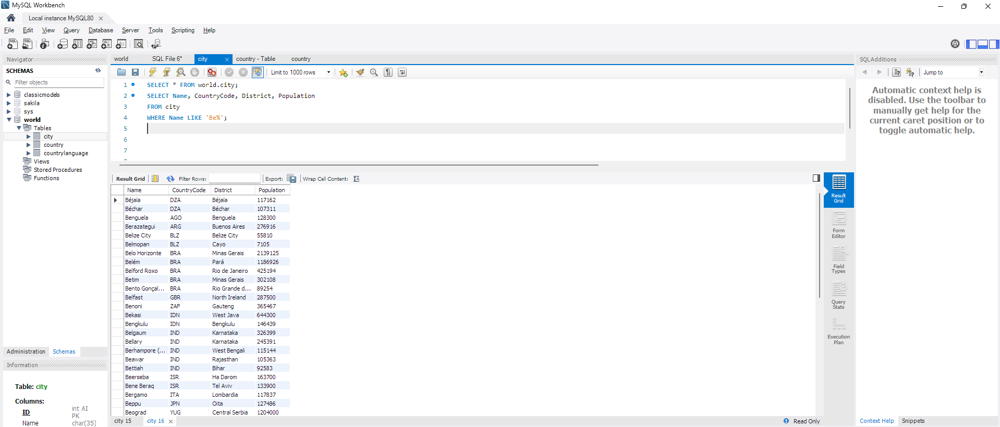 MySQL Workbench
Local instance MySQL80
File Edit View Query Database Server Tools Scripting Help
Navigator
SCHEMAS
Filter objects
classicmodels
sakila
sys
world
Tables
city
country
countrylanguage
Views
Stored Procedures
Functions
Administration Schemas
Information
Table: city
Columns:
ID int AI PK
Name char(35)
world SQL File 6* city country - Table country
Limit to 1000 rows
1 SELECT * FROM world.city;
2 SELECT Name, CountryCode, District, Population
3 FROM city
4 WHERE Name LIKE 'Be%';
5
6
7
Result Grid Filter Rows: Export: Wrap Cell Content:
Name CountryCode District Population
Béjaïa DZA Béjaïa 117162
Béchar DZA Béchar 107311
Benguela AGO Benguela 128300
Berazategui ARG Buenos Aires 276916
Belize City BLZ Belize City 55810
Belmopan BLZ Cayo 7105
Belo Horizonte BRA Minas Gerais 2139125
Belém BRA Pará 1186926
Belford Roxo BRA Rio de Janeiro 425194
Betim BRA Minas Gerais 302108
Bento Gonçal... BRA Rio Grande d... 89254
Belfast GBR North Ireland 287500
Benoni ZAF Gauteng 365467
Bekasi IDN West Java 644300
Bengkulu IDN Bengkulu 146439
Belgaum IND Karnataka 326399
Bellary IND Karnataka 245391
Berhampore (... IND West Bengali 115144
Beawar IND Rajasthan 105363
Bettiah IND Bihar 92583
Beerseba ISR Ha Darom 163700
Bene Beraq ISR Tel Aviv 133900
Bergamo ITA Lombardia 117837
Beppu JPN Oita 127486
Beograd YUG Central Serbia 1204000
city 15 city 16
Read Only
Result Grid
Form Editor
Field Types
Query Stats
Execution Plan
SQLAdditions
Jump to
Automatic context help is
disabled. Use the toolbar to
manually get help for the
current caret position or to
toggle automatic help.
Context Help Snippets